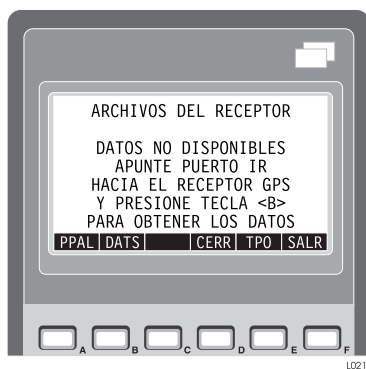 ARCHIVOS DEL RECEPTOR
DATOS NO DISPONIBLES
APUNTE PUERTO IR
HACIA EL RECEPTOR GPS
Y PRESIONE TECLA <B>
PARA OBTENER LOS DATOS
PPAL DATS CERR TPO SALR
A B C D E F
L021